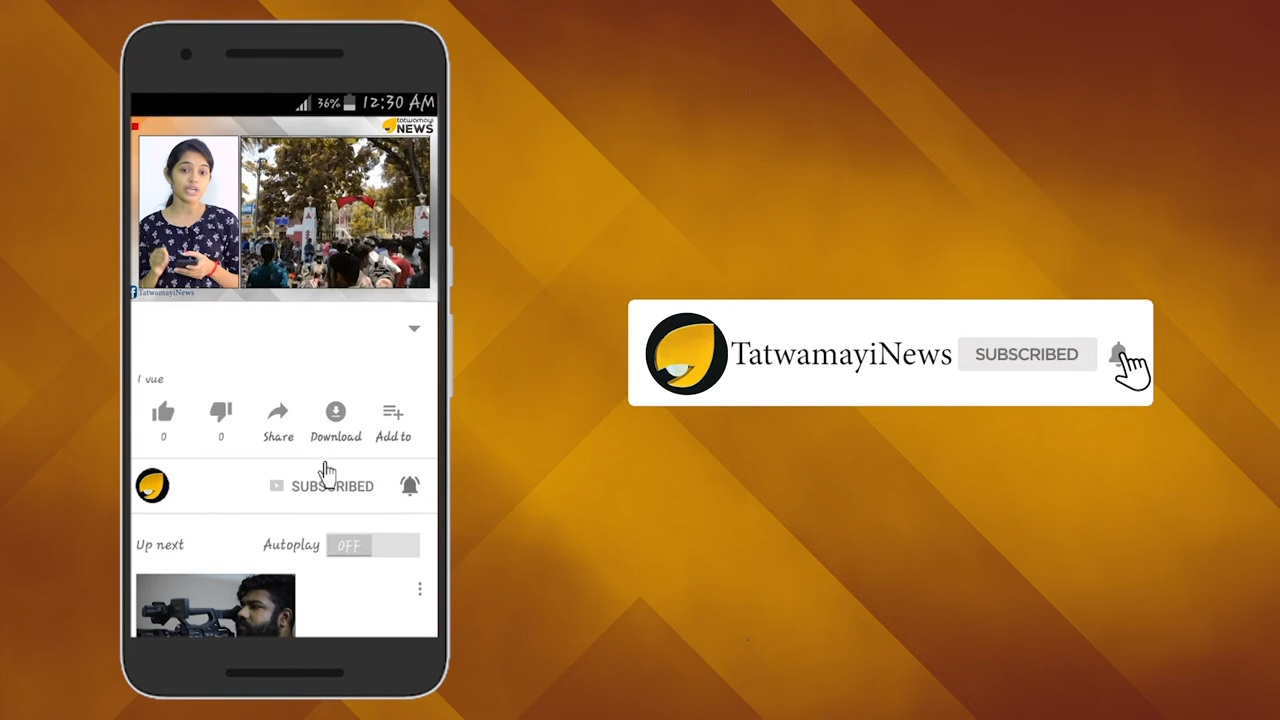 36% 12:30 AM
tatwamayi
NEWS
TatwamayiNews
1 vue
0 0 Share Download Add to
SUBSCRIBED
Up next Autoplay OFF
TatwamayiNews SUBSCRIBED